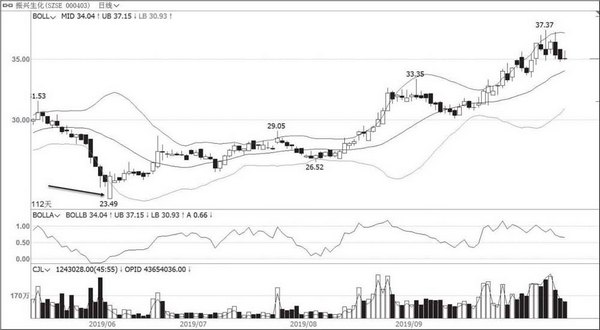 振兴生化(SZSE 000403) 日线
BOLL MID 34.04↑ UB 37.15↓ LB 30.93↑
37.37
35.00
33.35
1.53
30.00
29.05
26.52
23.49
112天
BOLLA BOLLB 34.04↑ UB 37.15↓ LB 30.93↑ A 0.66↓
1.00
0.50
0.00
CJL 1243028.00(45:55)↓ OPID 43654036.00↓
170万
2019/06 2019/07 2019/08 2019/09